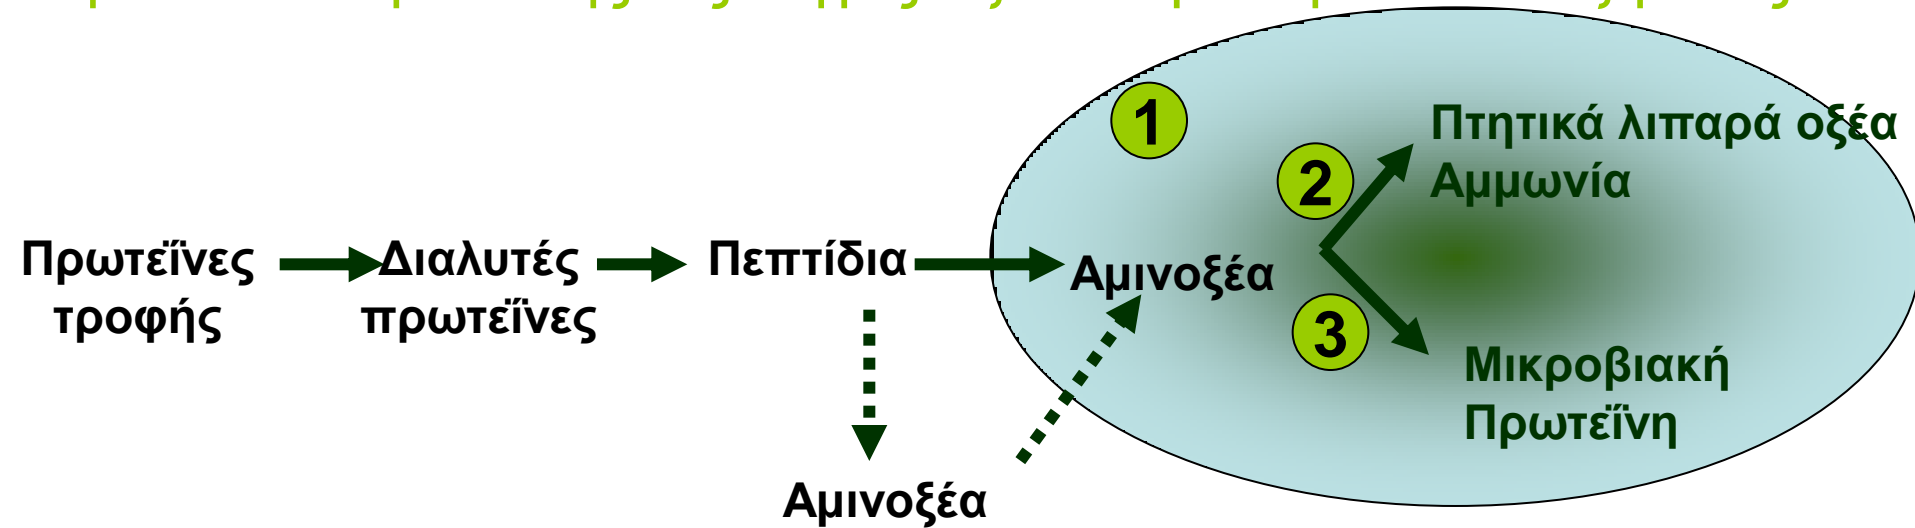 1
Πτητικά λιπαρά οξέα
Αμμωνία
2
Πρωτεΐνες
τροφής
Διαλυτές
πρωτεΐνες
Πεπτίδια
Αμινοξέα
3
Μικροβιακή
Πρωτεΐνη
Αμινοξέα